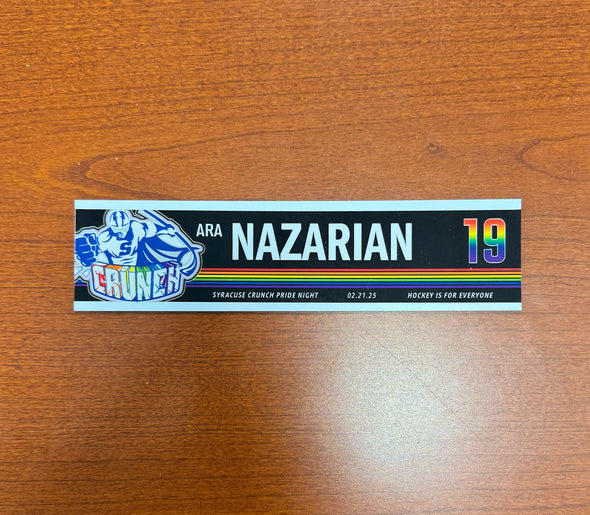 ARA NAZARIAN 19
S
CRUNCH
SYRACUSE CRUNCH PRIDE NIGHT 02.21.25 HOCKEY IS FOR EVERYONE